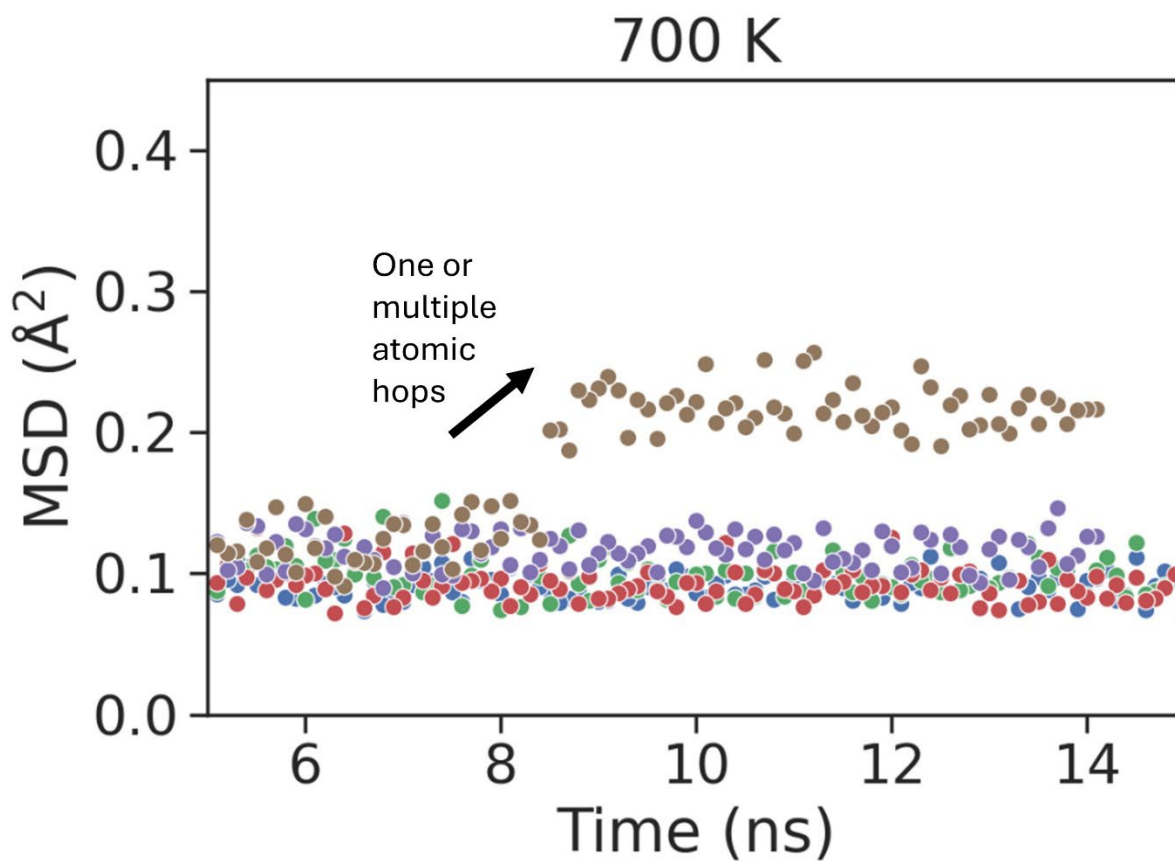 700 K
0.4
0.3
0.2
0.1
0.0
MSD (Å²)
One or
multiple
atomic
hops
6 8 10 12 14
Time (ns)